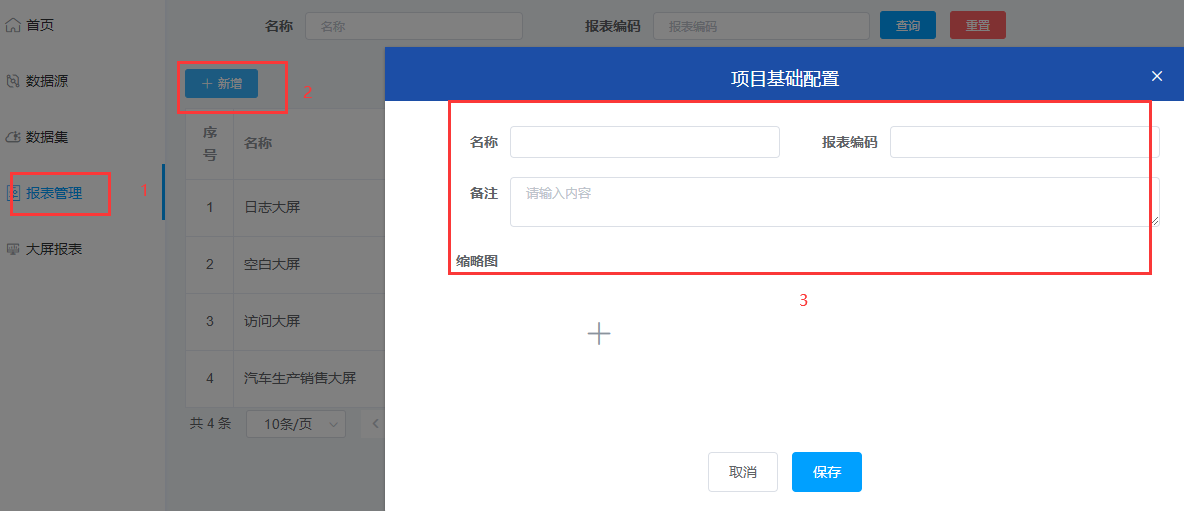 首页
数据源
数据集
报表管理
1
大屏报表
名称 名称 报表编码 报表编码 查询 重置
+ 新增
2
序号 名称
1 日志大屏
2 空白大屏
3 访问大屏
4 汽车生产销售大屏
共 4 条 10条/页
项目基础配置
名称 报表编码
备注 请输入内容
缩略图
3
取消 保存